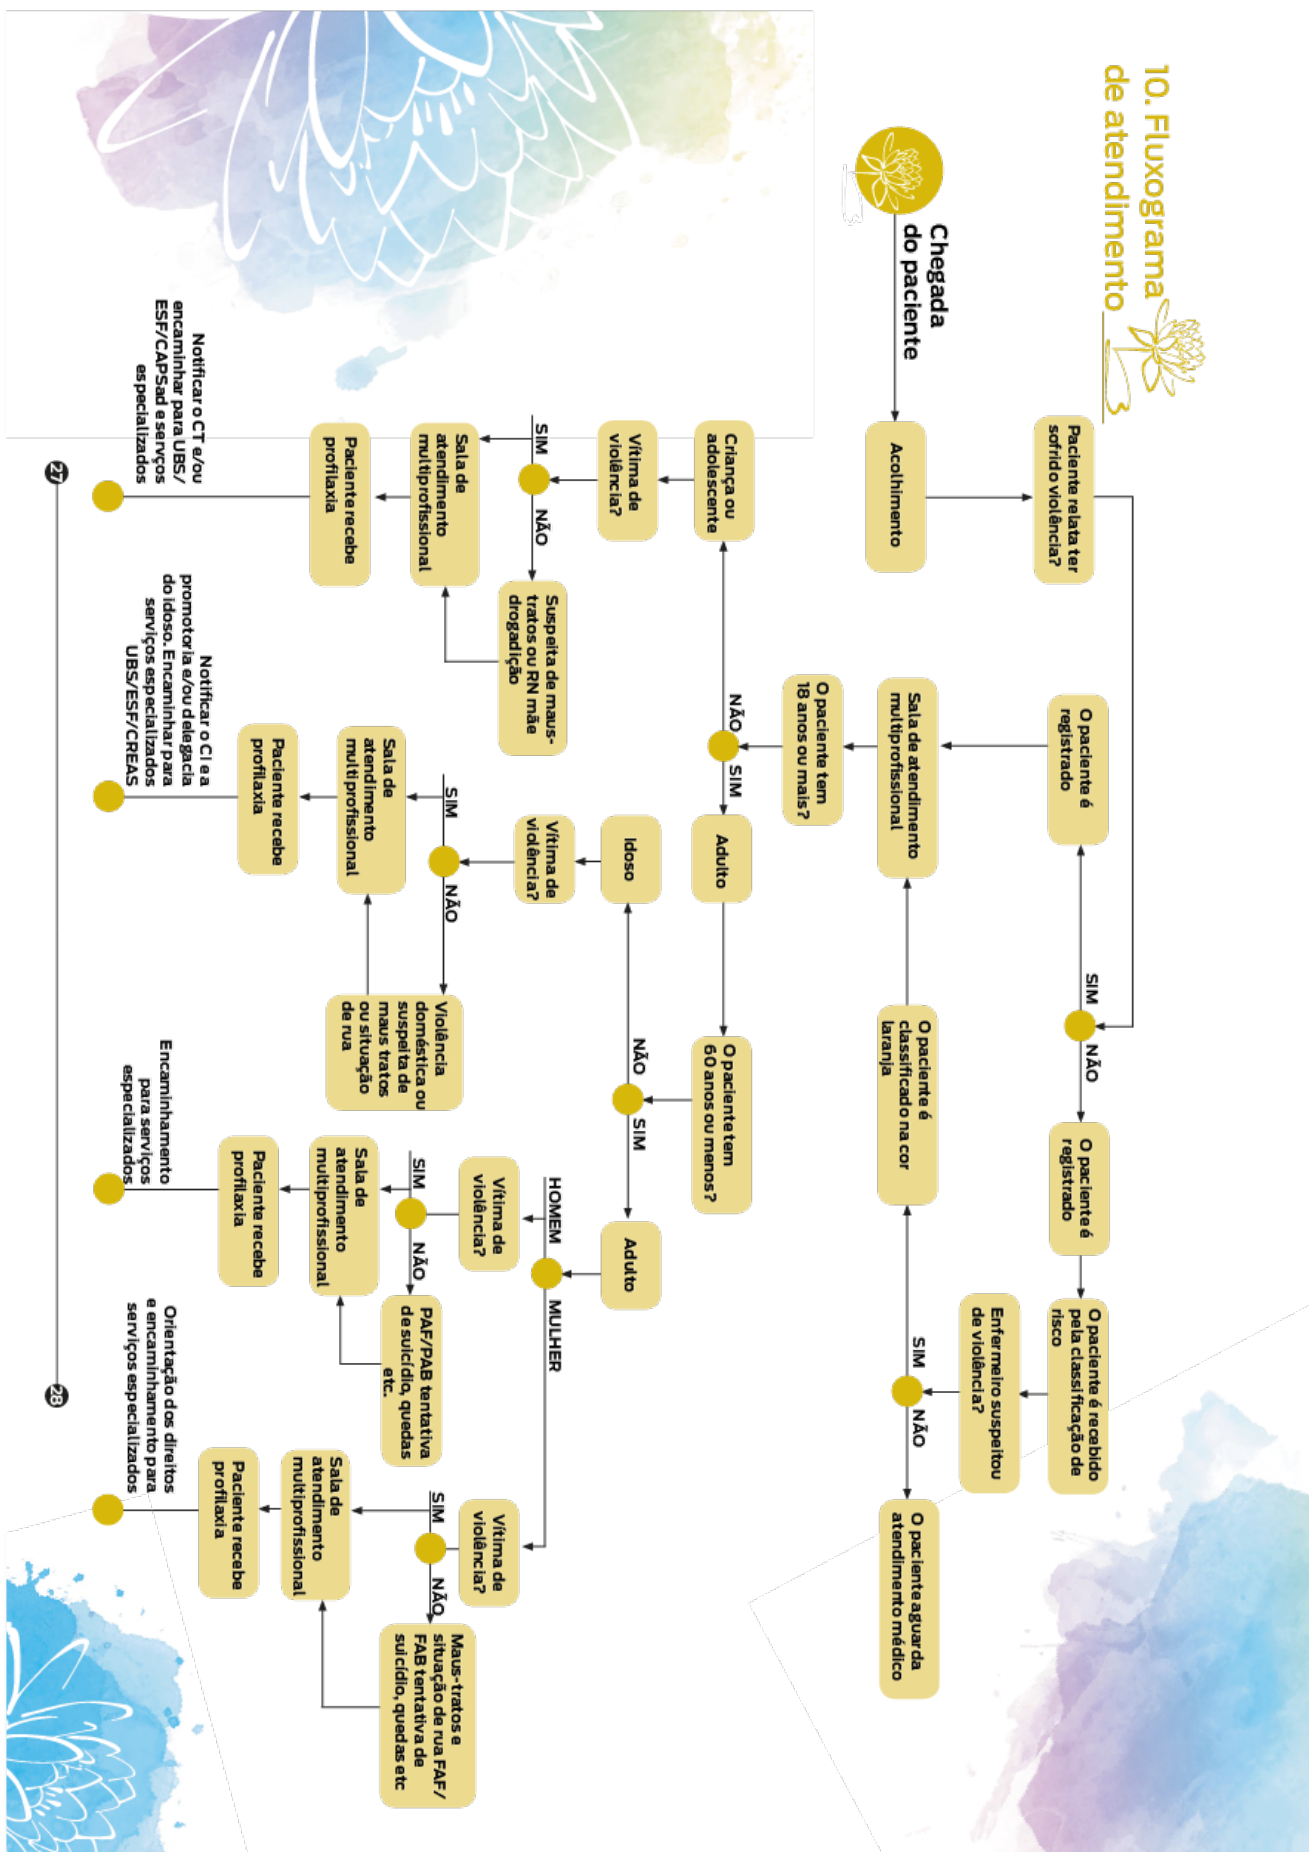 10. Fluxograma
de atendimento
Chegada
do paciente
Acolhimento
Paciente relata ter
sofrido violência?
SIM
NÃO
O paciente é
registrado
O paciente é
registrado
O paciente é recebido
pela classificação de
risco
Enfermeiro suspeitou
de violência?
SIM
NÃO
O paciente é
classificado na cor
laranja
O paciente aguarda
atendimento médico
Sala de atendimento
multiprofissional
O paciente tem
18 anos ou mais?
NÃO
SIM
Criança ou
adolescente
Adulto
O paciente tem
60 anos ou menos?
NÃO
SIM
Vítima de
violência?
SIM
NÃO
Sala de
atendimento
multiprofissional
Suspeita de maus-
tratos ou RN mãe
drogadição
Paciente recebe
profilaxia
Notificar o CT e/ou
encaminhar para UBS/
ESF/CAPSad e serviços
especializados
Idoso
Vítima de
violência?
SIM
NÃO
Sala de
atendimento
multiprofissional
Violência
doméstica ou
suspeita de
maus tratos
ou situação
de rua
Paciente recebe
profilaxia
Notificar o CI e a
promotoria e/ou delegacia
do idoso. Encaminhar para
serviços especializados
UBS/ESF/CREAS
Adulto
HOMEM
MULHER
Vítima de
violência?
SIM
NÃO
Sala de
atendimento
multiprofissional
PAF/PAB tentativa
de suicídio, quedas
etc.
Paciente recebe
profilaxia
Encaminhamento
para serviços
especializados
Vítima de
violência?
SIM
NÃO
Sala de
atendimento
multiprofissional
Maus-tratos e
situação de rua FAF/
FAB tentativa de
suicídio, quedas etc
Paciente recebe
profilaxia
Orientação dos direitos
e encaminhamento para
serviços especializados
27
28